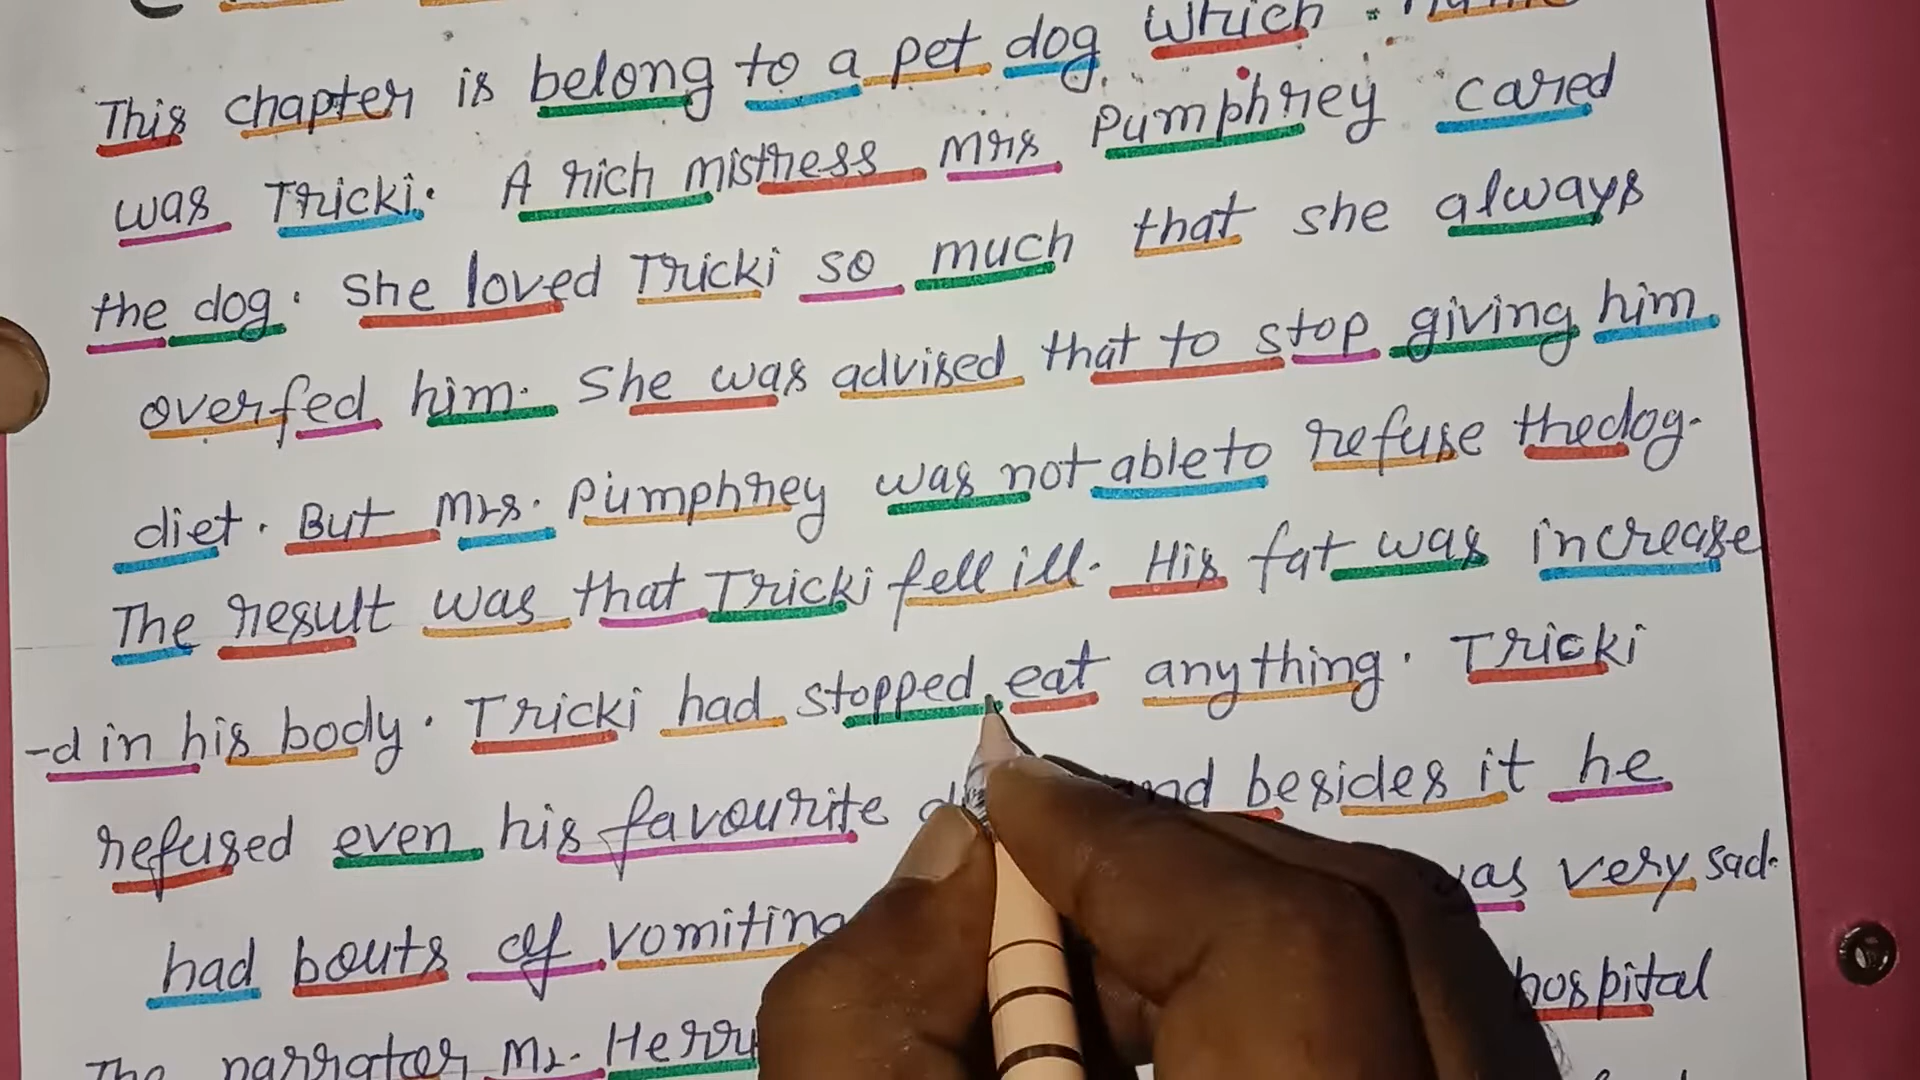 This chapter is belong to a pet dog which
was Tricki. A rich mistress Mrs Pumphrey cared
the dog. She loved Tricki so much that she always
overfed him. She was advised that to stop giving him
diet. But Mrs. Pumphrey was not able to refuse the dog.
The result was that Tricki fell ill. His fat was increase
-d in his body. Tricki had stopped eat anything. Tricki
refused even his favourite and besides it he
had bouts of vomiting was very sad.
The narrator Mr. Herry hospital